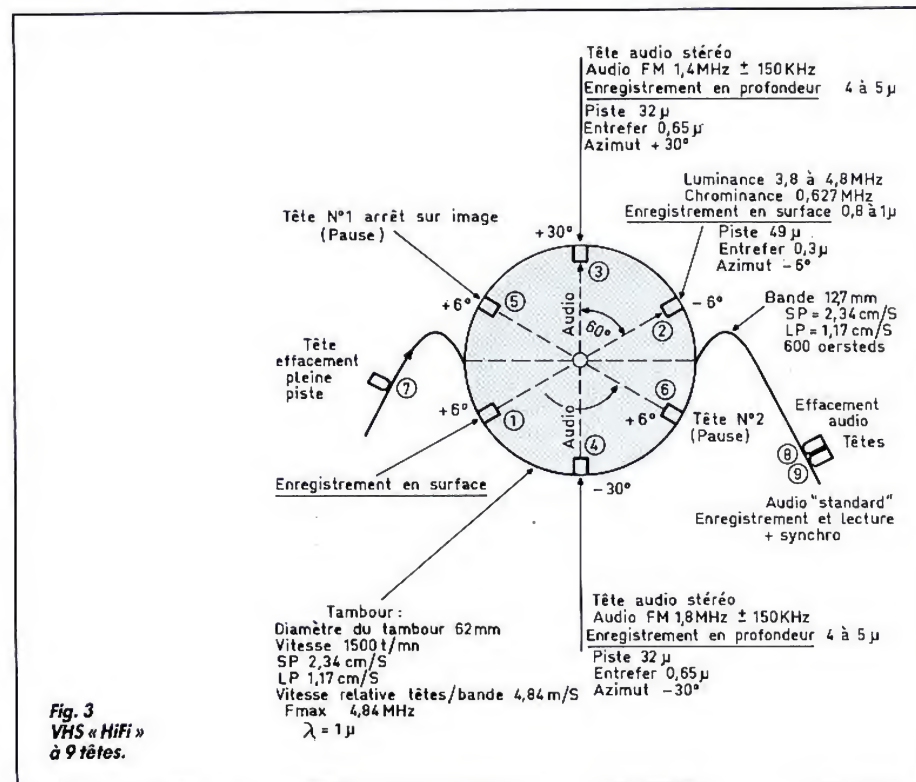 Tête audio stéréo
Audio FM 1,4MHz ± 150KHz
Enregistrement en profondeur 4 à 5µ
Piste 32µ
Entrefer 0,65µ
Azimut +30°
Luminance 3,8 à 4,8MHz
Chrominance 0,627MHz
Enregistrement en surface 0,8 à 1µ
Piste 49µ
Entrefer 0,3µ
Azimut -6°
Tête N°1 arrêt sur image
(Pause)
+30°
3
+6°
5
Audio
60°
2
-6°
Bande 12,7mm
SP = 2,34 cm/S
LP = 1,17 cm/S
600 oersteds
Tête
effacement
pleine
piste
7
+6°
1
Audio
4
6
+6°
Tête N°2
(Pause)
-30°
Effacement
audio
Têtes
8
9
Enregistrement en surface
Audio "standard"
Enregistrement et lecture
+ synchro
Tambour :
Diamètre du tambour 62mm
Vitesse 1500t/mn
SP 2,34 cm/S
LP 1,17 cm/S
Vitesse relative têtes/bande 4,84m/S
Fmax 4,84MHz
λ = 1µ
Tête audio stéréo
Audio FM 1,8MHz ± 150KHz
Enregistrement en profondeur 4 à 5µ
Piste 32µ
Entrefer 0,65µ
Azimut -30°
Fig. 3
VHS « HiFi »
à 9 têtes.